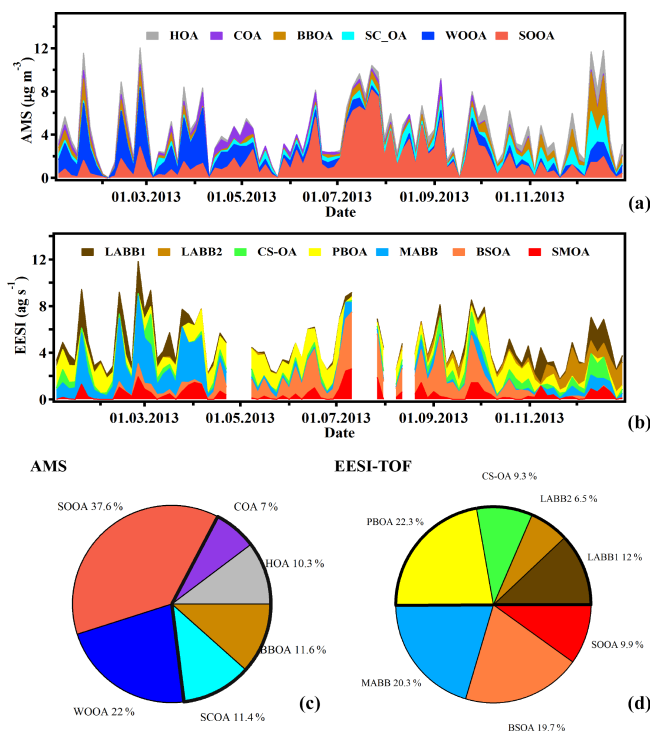 HOA COA BBOA SC_OA WOOA SOOA
12
8
4
0
AMS (µg m⁻³)
01.03.2013 01.05.2013 01.07.2013 01.09.2013 01.11.2013
Date
(a)
LABB1 LABB2 CS-OA PBOA MABB BSOA SMOA
12
8
4
0
EESI (ag s⁻¹)
01.03.2013 01.05.2013 01.07.2013 01.09.2013 01.11.2013
Date
(b)
AMS
SOOA 37.6 %
COA 7 %
HOA 10.3 %
BBOA 11.6 %
SCOA 11.4 %
WOOA 22 %
(c)
EESI-TOF
CS-OA 9.3 %
LABB2 6.5 %
PBOA 22.3 %
LABB1 12 %
SOOA 9.9 %
MABB 20.3 %
BSOA 19.7 %
(d)